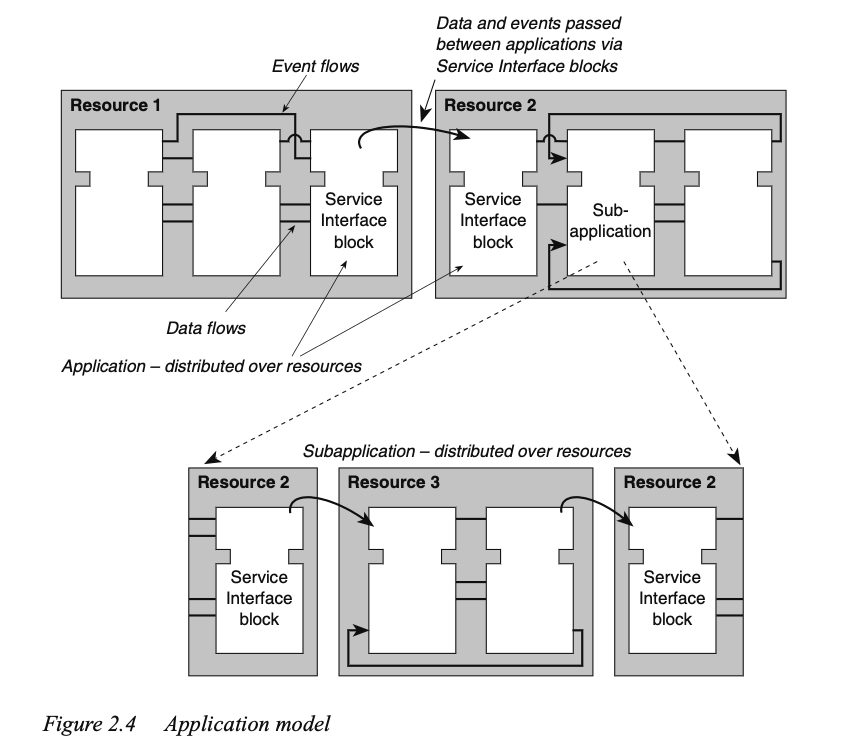 Data and events passed
between applications via
Service Interface blocks
Event flows
Resource 1
Resource 2
Service
Interface
block
Service
Interface
block
Sub-
application
Data flows
Application – distributed over resources
Subapplication – distributed over resources
Resource 2
Resource 3
Resource 2
Service
Interface
block
Service
Interface
block
Figure 2.4 Application model